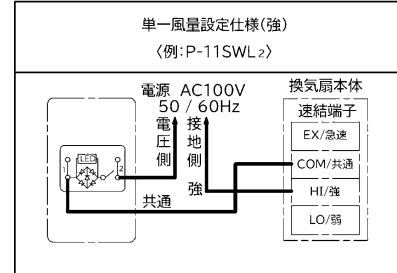 単一風量設定仕様(強)
〈例:P-11SWL2〉
電源 AC100V
50 / 60Hz
電圧側
接地側
換気扇本体
速結端子
EX/急速
COM/共通
HI/強
LO/弱
LED
1
2
強
共通